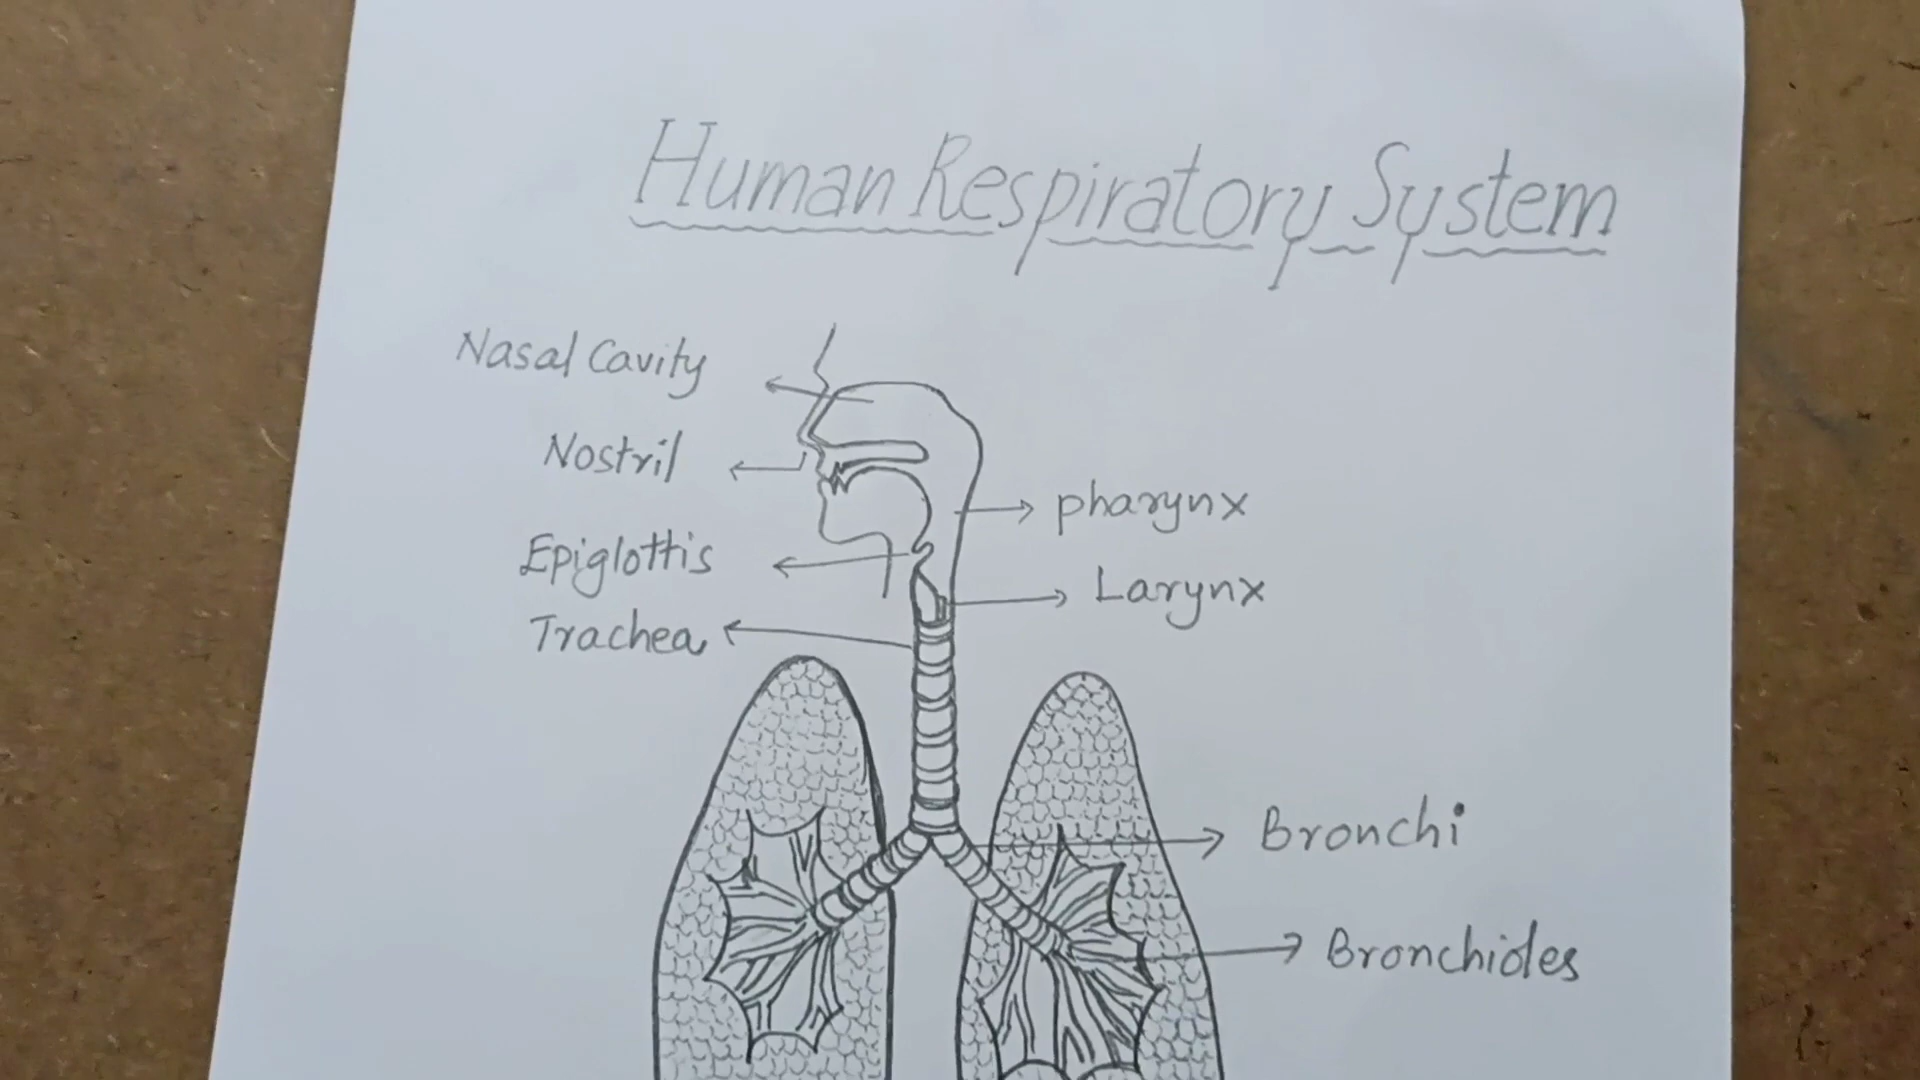 Human Respiratory System
Nasal Cavity
Nostril
pharynx
Epiglottis
Larynx
Trachea
Bronchi
Bronchioles